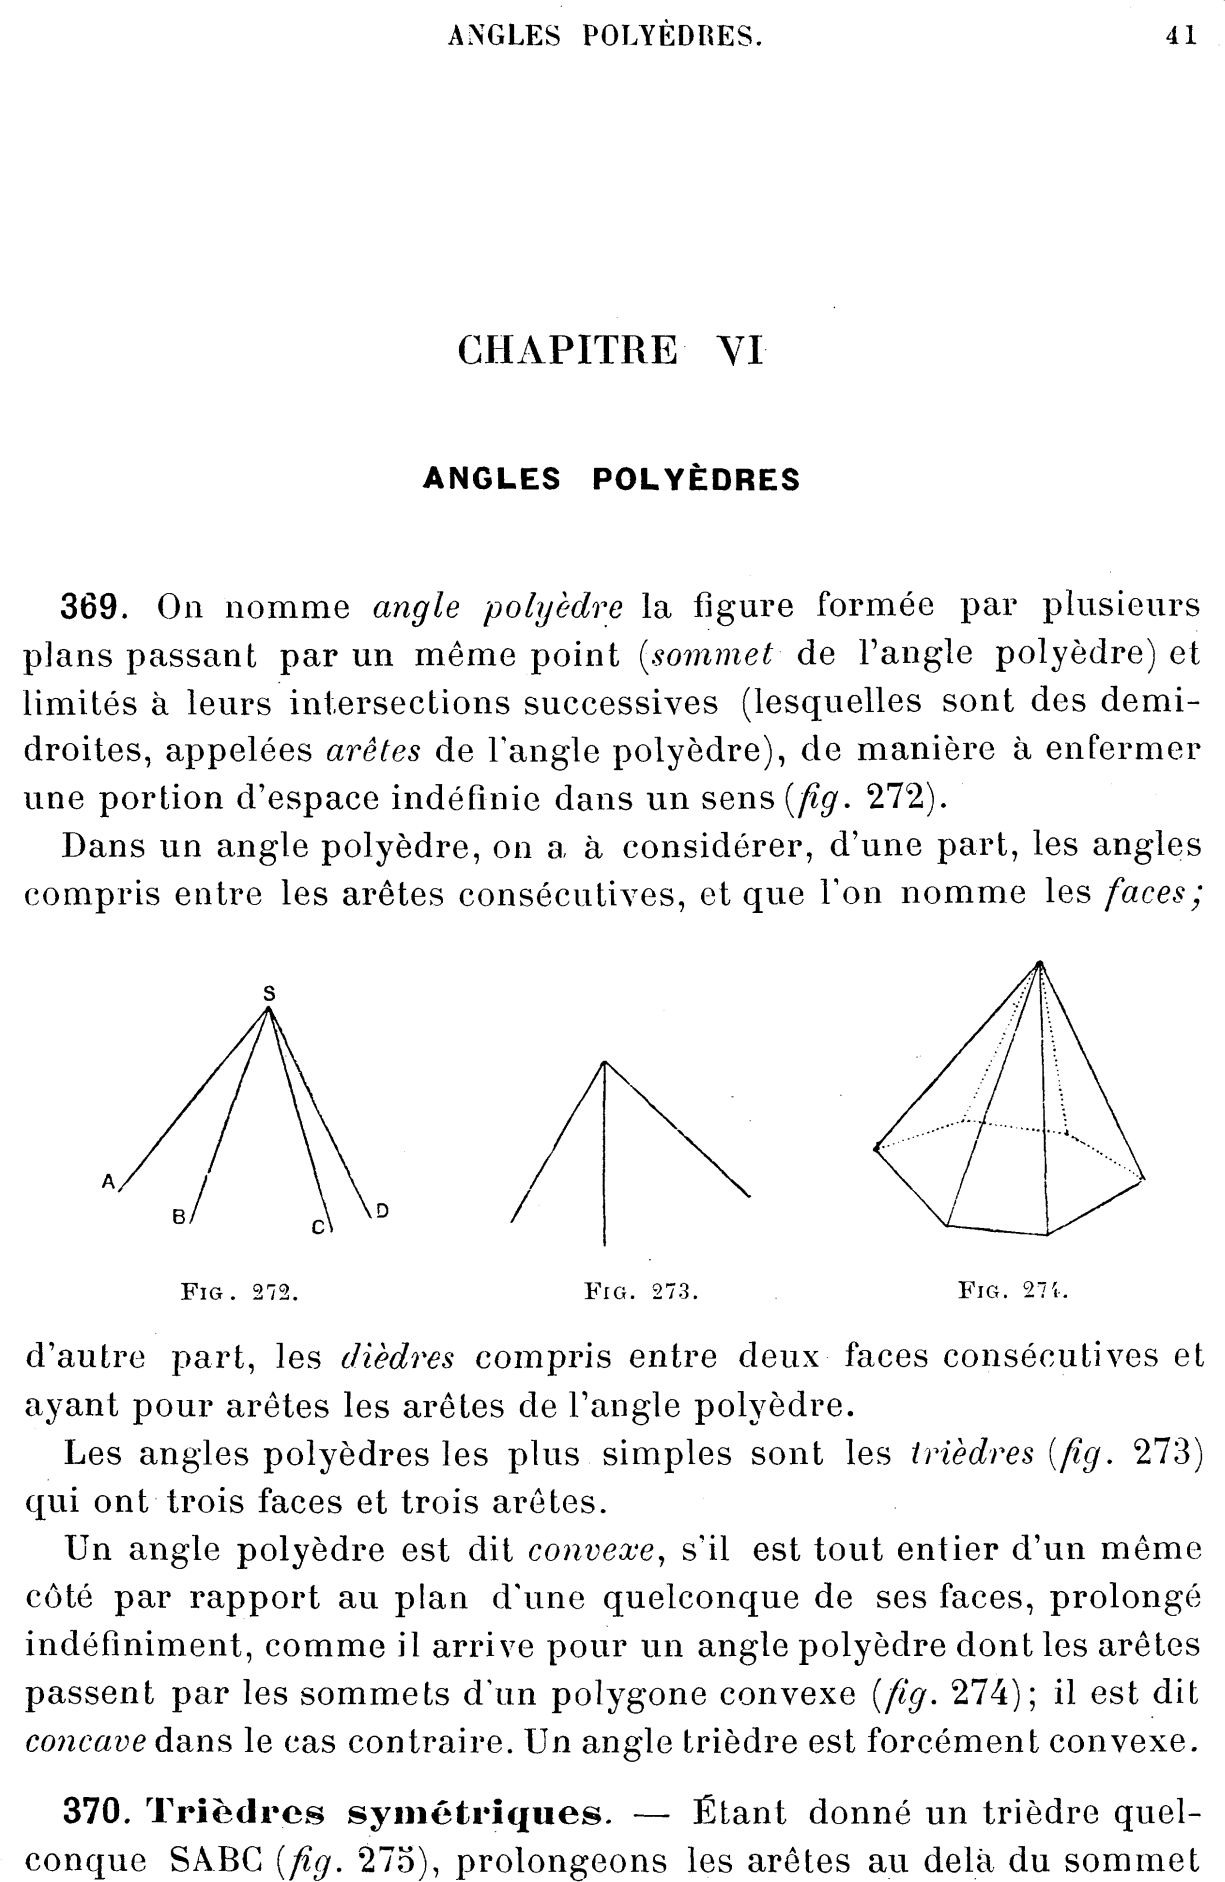 ANGLES POLYÈDRES. 41
CHAPITRE VI
ANGLES POLYÈDRES
369. On nomme angle polyèdre la figure formée par plusieurs
plans passant par un même point (sommet de l'angle polyèdre) et
limités à leurs intersections successives (lesquelles sont des demi-
droites, appelées arêtes de l'angle polyèdre), de manière à enfermer
une portion d'espace indéfinie dans un sens (fig. 272).
Dans un angle polyèdre, on a à considérer, d'une part, les angles
compris entre les arêtes consécutives, et que l'on nomme les faces;
S
A
B
C
D
FIG. 272.
FIG. 273.
FIG. 274.
d'autre part, les dièdres compris entre deux faces consécutives et
ayant pour arêtes les arêtes de l'angle polyèdre.
Les angles polyèdres les plus simples sont les trièdres (fig. 273)
qui ont trois faces et trois arêtes.
Un angle polyèdre est dit convexe, s'il est tout entier d'un même
côté par rapport au plan d'une quelconque de ses faces, prolongé
indéfiniment, comme il arrive pour un angle polyèdre dont les arêtes
passent par les sommets d'un polygone convexe (fig. 274); il est dit
concave dans le cas contraire. Un angle trièdre est forcément convexe.
370. Trièdres symétriques. — Étant donné un trièdre quel-
conque SABC (fig. 275), prolongeons les arêtes au delà du sommet